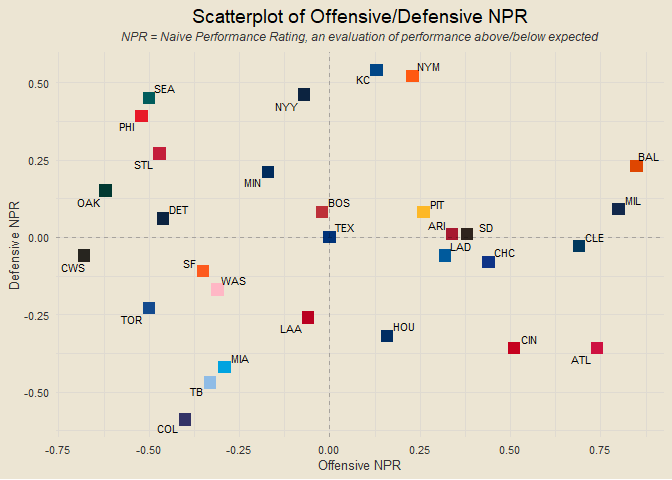 Scatterplot of Offensive/Defensive NPR
NPR = Naive Performance Rating, an evaluation of performance above/below expected
Defensive NPR
0.50
0.25
0.00
-0.25
-0.50
KC
NYM
SEA
NYY
PHI
STL
BAL
MIN
OAK
BOS
PIT
MIL
DET
TEX
ARI
SD
CLE
LAD
CHC
CWS
SF
WAS
TOR
LAA
HOU
CIN
ATL
MIA
TB
COL
-0.75
-0.50
-0.25
0.00
0.25
0.50
0.75
Offensive NPR